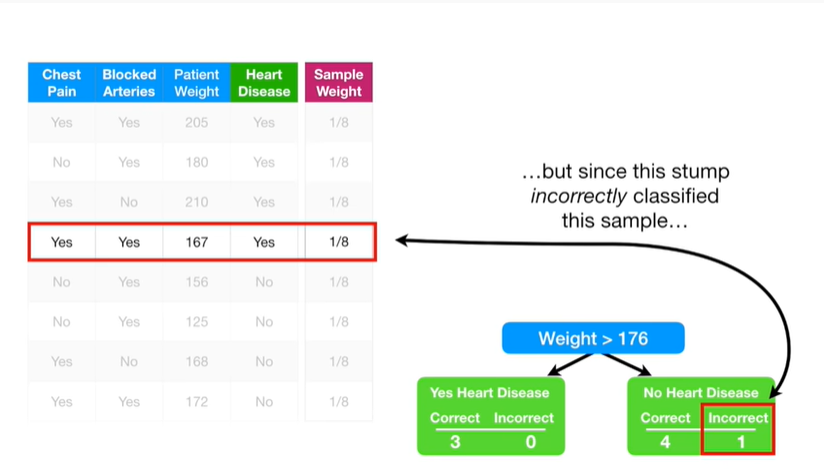 Chest Pain Blocked Arteries Patient Weight Heart Disease Sample Weight
Yes Yes 205 Yes 1/8
No Yes 180 Yes 1/8
Yes No 210 Yes 1/8
Yes Yes 167 Yes 1/8
No Yes 156 No 1/8
No Yes 125 No 1/8
Yes No 168 No 1/8
Yes Yes 172 No 1/8
…but since this stump
incorrectly classified
this sample…
Weight > 176
Yes Heart Disease
Correct Incorrect
3 0
No Heart Disease
Correct Incorrect
4 1